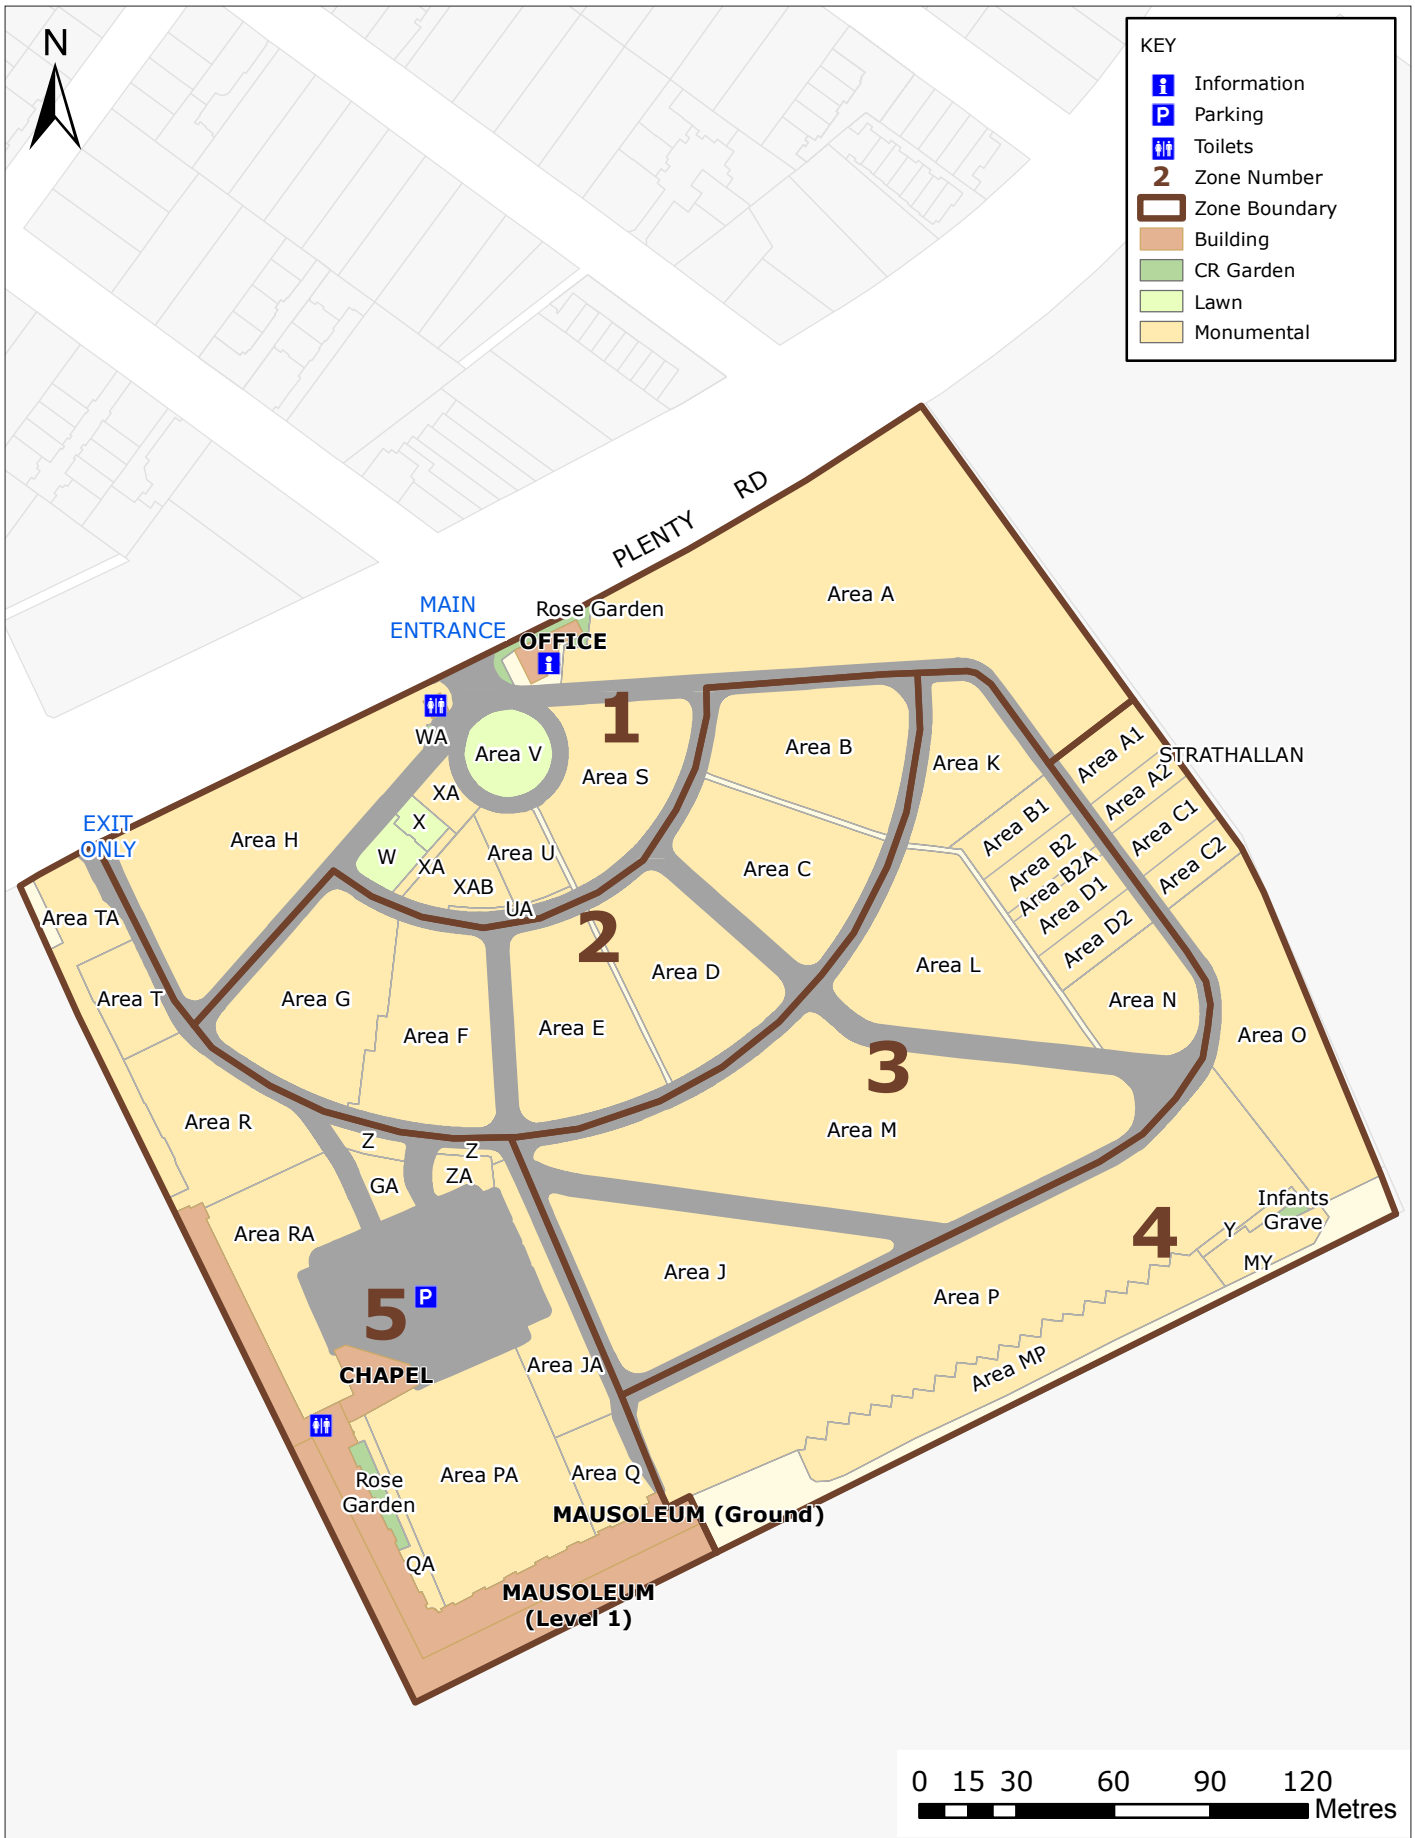 N
KEY
Information
Parking
Toilets
2 Zone Number
Zone Boundary
Building
CR Garden
Lawn
Monumental
PLENTY RD
MAIN
ENTRANCE
Rose Garden
OFFICE
Area A
1
WA
Area V
Area S
Area B
Area K
Area A1
STRATHALLAN
Area A2
XA
X
W
XA
XAB
Area U
UA
EXIT
ONLY
Area H
Area B1
Area C1
Area B2
Area C2
Area B2A
Area D1
Area D2
Area C
2
Area TA
Area T
Area G
Area F
Area E
Area D
Area L
Area N
Area O
3
Area R
Area M
Z
Z
GA
ZA
Area RA
Area J
4
Infants
Grave
Y
MY
Area P
P
5
CHAPEL
Area JA
Area MP
Rose
Garden
Area PA
Area Q
MAUSOLEUM (Ground)
QA
MAUSOLEUM
(Level 1)
0 15 30 60 90 120
Metres